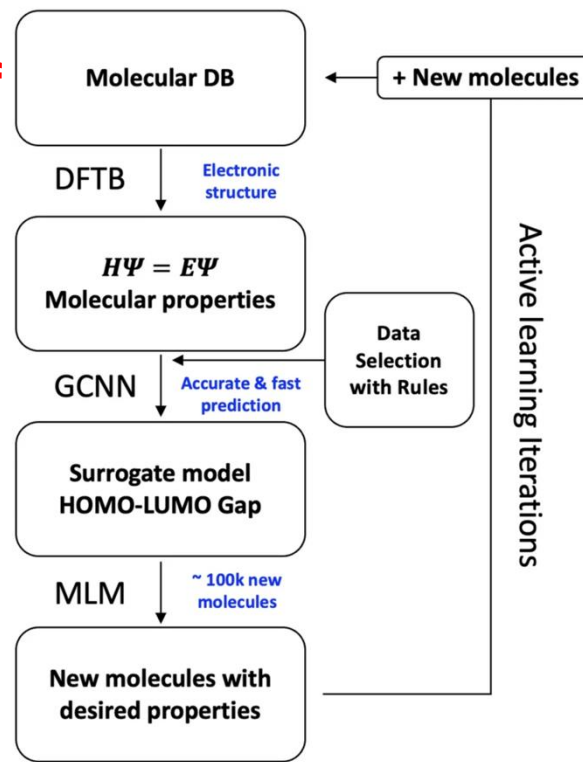 Molecular DB
+ New molecules
DFTB
Electronic
structure
HΨ = EΨ
Molecular properties
Data
Selection
with Rules
GCNN
Accurate & fast
prediction
Surrogate model
HOMO-LUMO Gap
MLM
~ 100k new
molecules
New molecules with
desired properties
Active learning Iterations